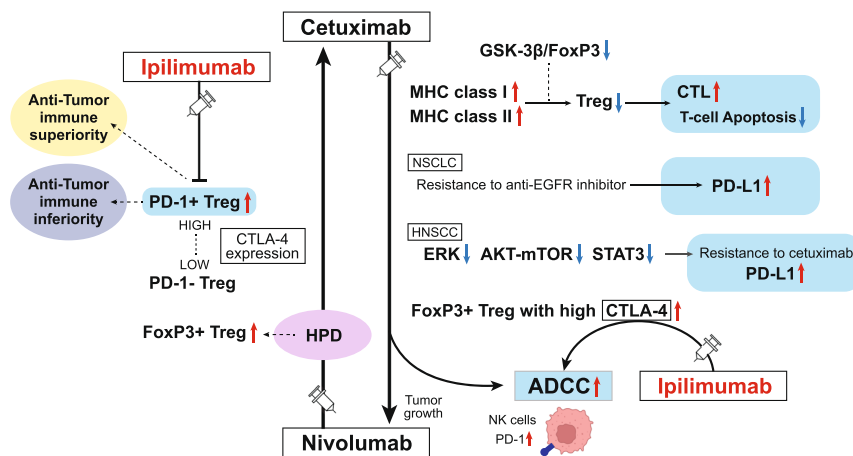 Cetuximab
Ipilimumab
Anti-Tumor
immune
superiority
Anti-Tumor
immune
inferiority
PD-1+ Treg
HIGH
LOW
CTLA-4
expression
PD-1- Treg
FoxP3+ Treg
HPD
Nivolumab
Tumor
growth
GSK-3β/FoxP3
MHC class I
MHC class II
Treg
CTL
T-cell Apoptosis
NSCLC
Resistance to anti-EGFR inhibitor
PD-L1
HNSCC
ERK AKT-mTOR STAT3
Resistance to cetuximab
PD-L1
FoxP3+ Treg with high CTLA-4
ADCC
Ipilimumab
NK cells
PD-1